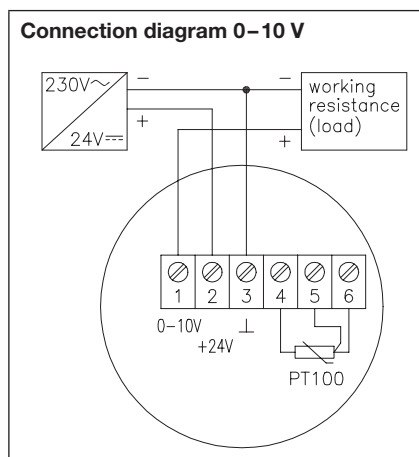 Connection diagram 0–10 V
230V~
24V⎓
–
+
–
+
working
resistance
(load)
1 2 3 4 5 6
0–10V
+24V
⊥
PT100